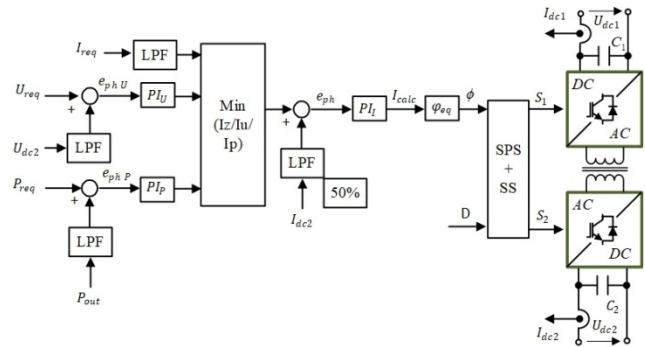 I_req
LPF
U_req
+
e_ph U
PI_U
U_dc2
LPF
P_req
+
e_ph P
PI_P
LPF
P_out
Min
(Iz/Iu/
Ip)
+
e_ph
PI_I
I_calc
φ_eq
ϕ
LPF
50%
I_dc2
D
SPS
+
SS
S_1
S_2
I_dc1
U_dc1
C_1
DC
AC
AC
DC
C_2
I_dc2
U_dc2